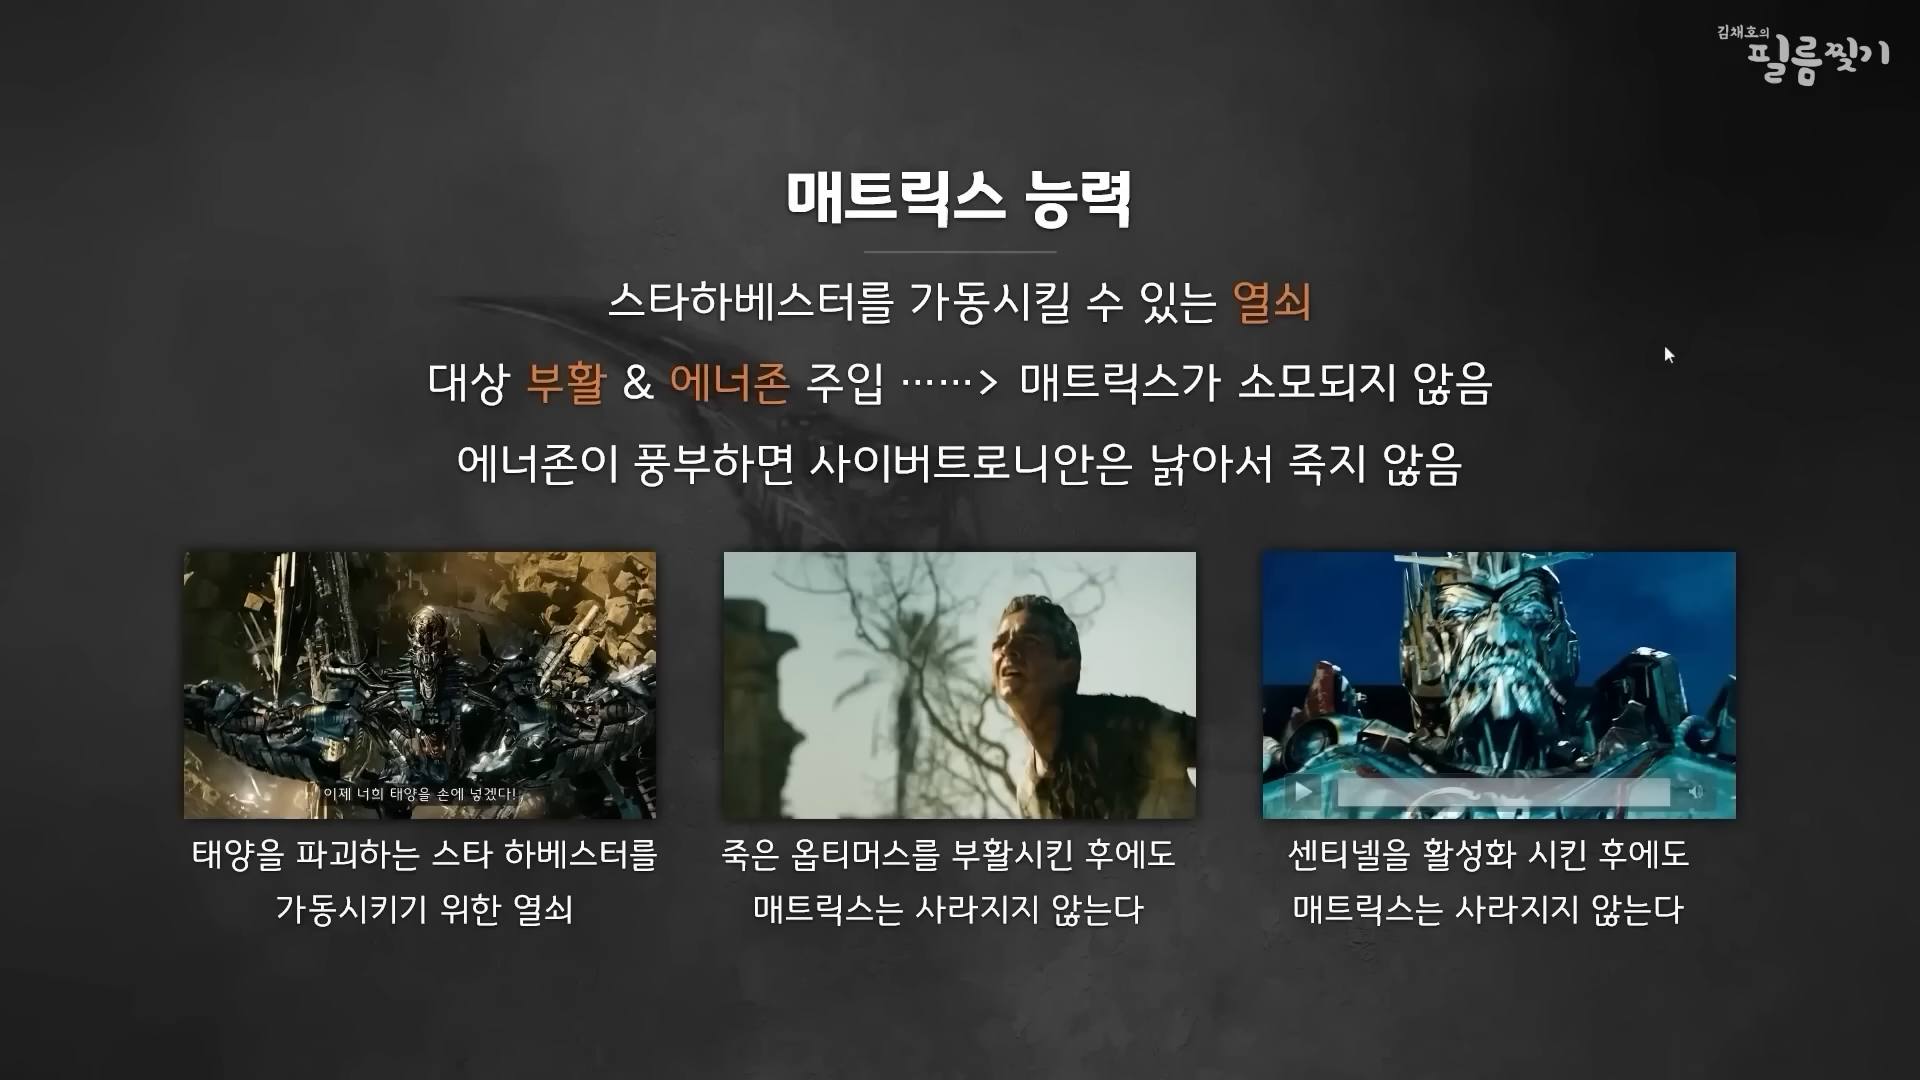 김채호의
필름찢기
매트릭스 능력
스타하베스터를 가동시킬 수 있는 열쇠
대상 부활 & 에너존 주입 ······> 매트릭스가 소모되지 않음
에너존이 풍부하면 사이버트로니안은 낡아서 죽지 않음
이제 너희 태양을 손에 넣겠다!
태양을 파괴하는 스타 하베스터를
가동시키기 위한 열쇠
죽은 옵티머스를 부활시킨 후에도
매트릭스는 사라지지 않는다
센티넬을 활성화 시킨 후에도
매트릭스는 사라지지 않는다